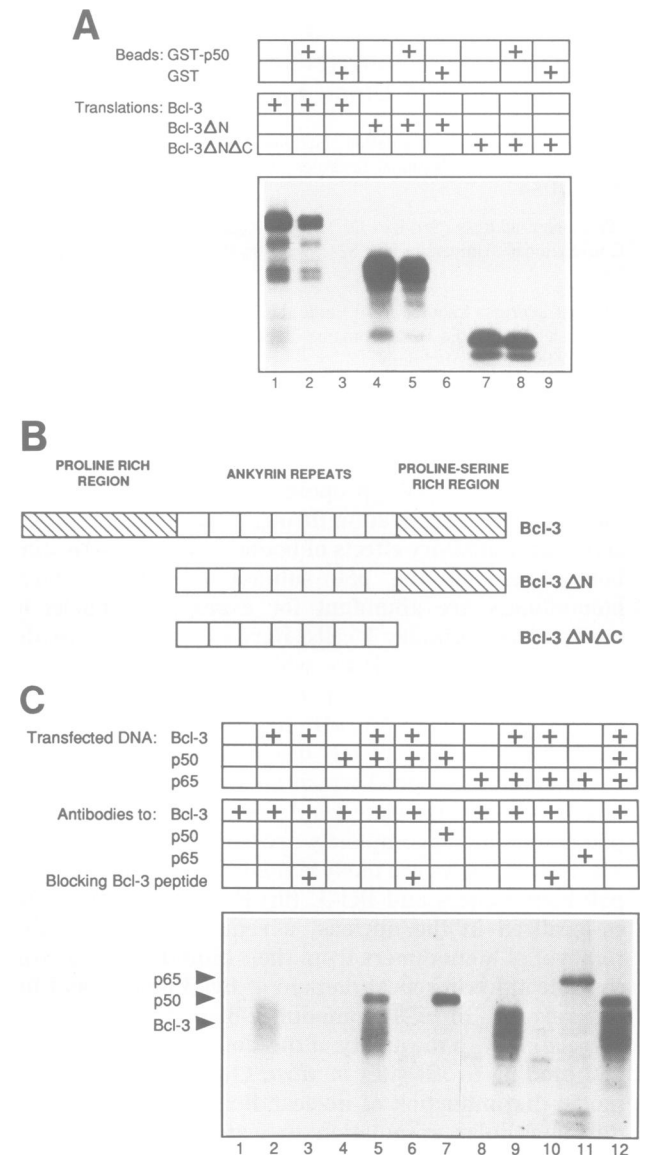 A
Beads: GST-p50 + + +
GST + + +
Translations: Bcl-3 + + +
Bcl-3ΔN + + +
Bcl-3ΔNΔC + + +
1 2 3 4 5 6 7 8 9
B
PROLINE RICH REGION
ANKYRIN REPEATS
PROLINE-SERINE RICH REGION
Bcl-3
Bcl-3 ΔN
Bcl-3 ΔNΔC
C
Transfected DNA: Bcl-3 + + + + + + +
p50 + + + + +
p65 + + + + +
Antibodies to: Bcl-3 + + + + + + + + + +
p50 +
p65 +
Blocking Bcl-3 peptide + + +
p65
p50
Bcl-3
1 2 3 4 5 6 7 8 9 10 11 12